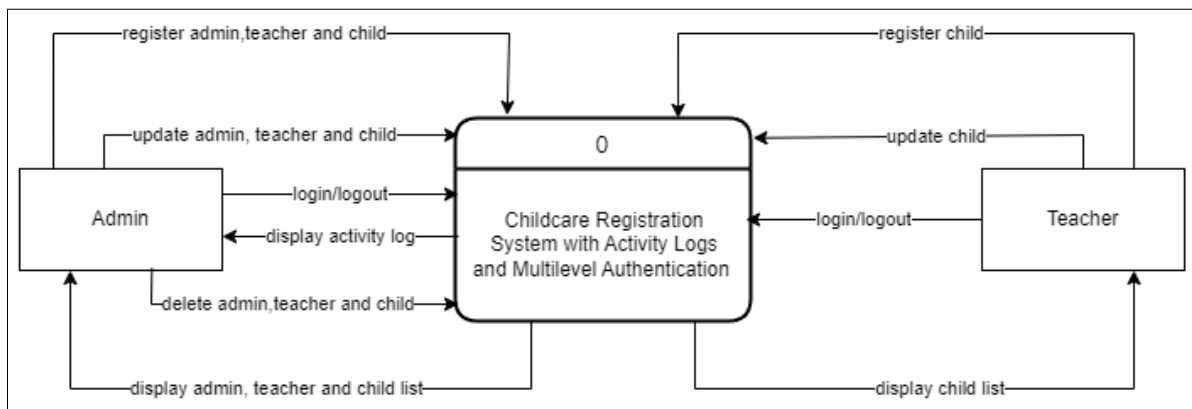 register admin,teacher and child
register child
update admin, teacher and child
0
update child
login/logout
Admin
Childcare Registration
System with Activity Logs
and Multilevel Authentication
login/logout
Teacher
display activity log
delete admin,teacher and child
display admin, teacher and child list
display child list